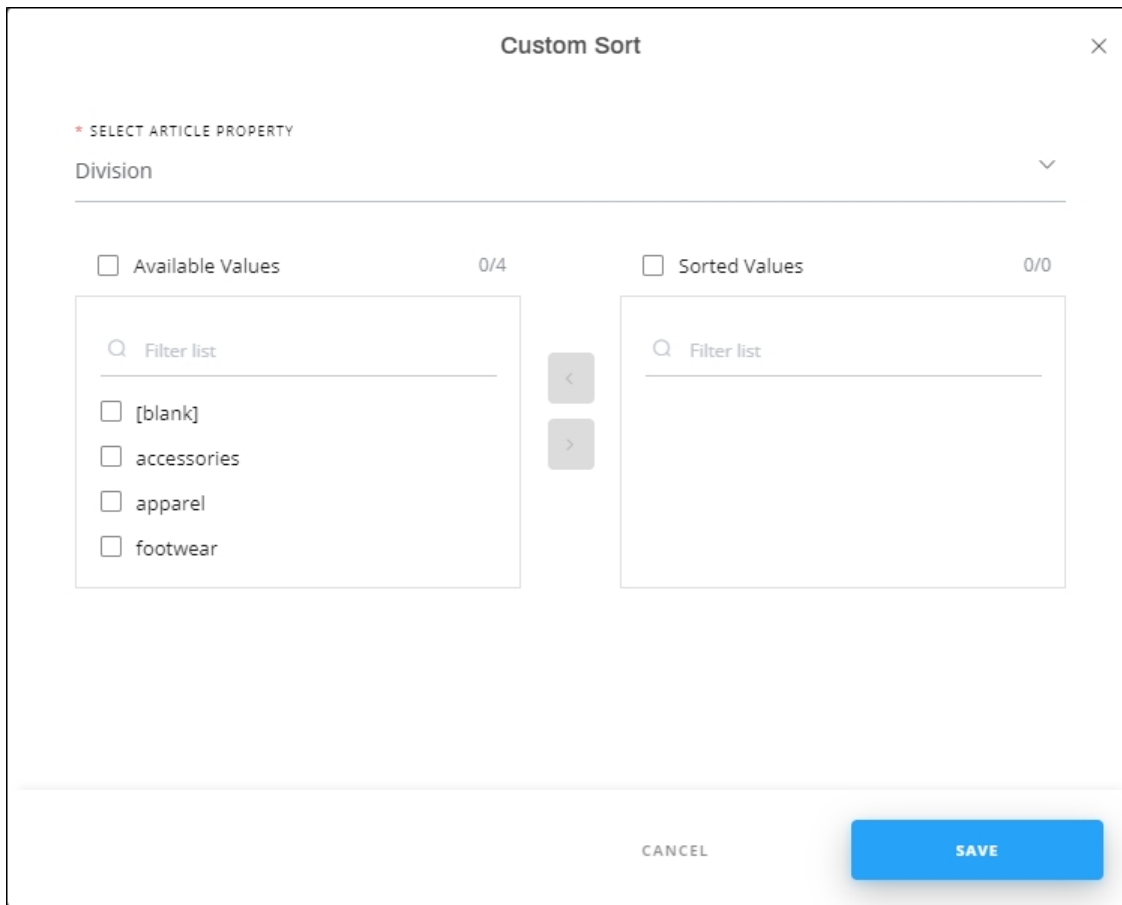 Custom Sort
* SELECT ARTICLE PROPERTY
Division
Available Values 0/4
Sorted Values 0/0
Filter list
Filter list
[blank]
accessories
apparel
footwear
CANCEL
SAVE